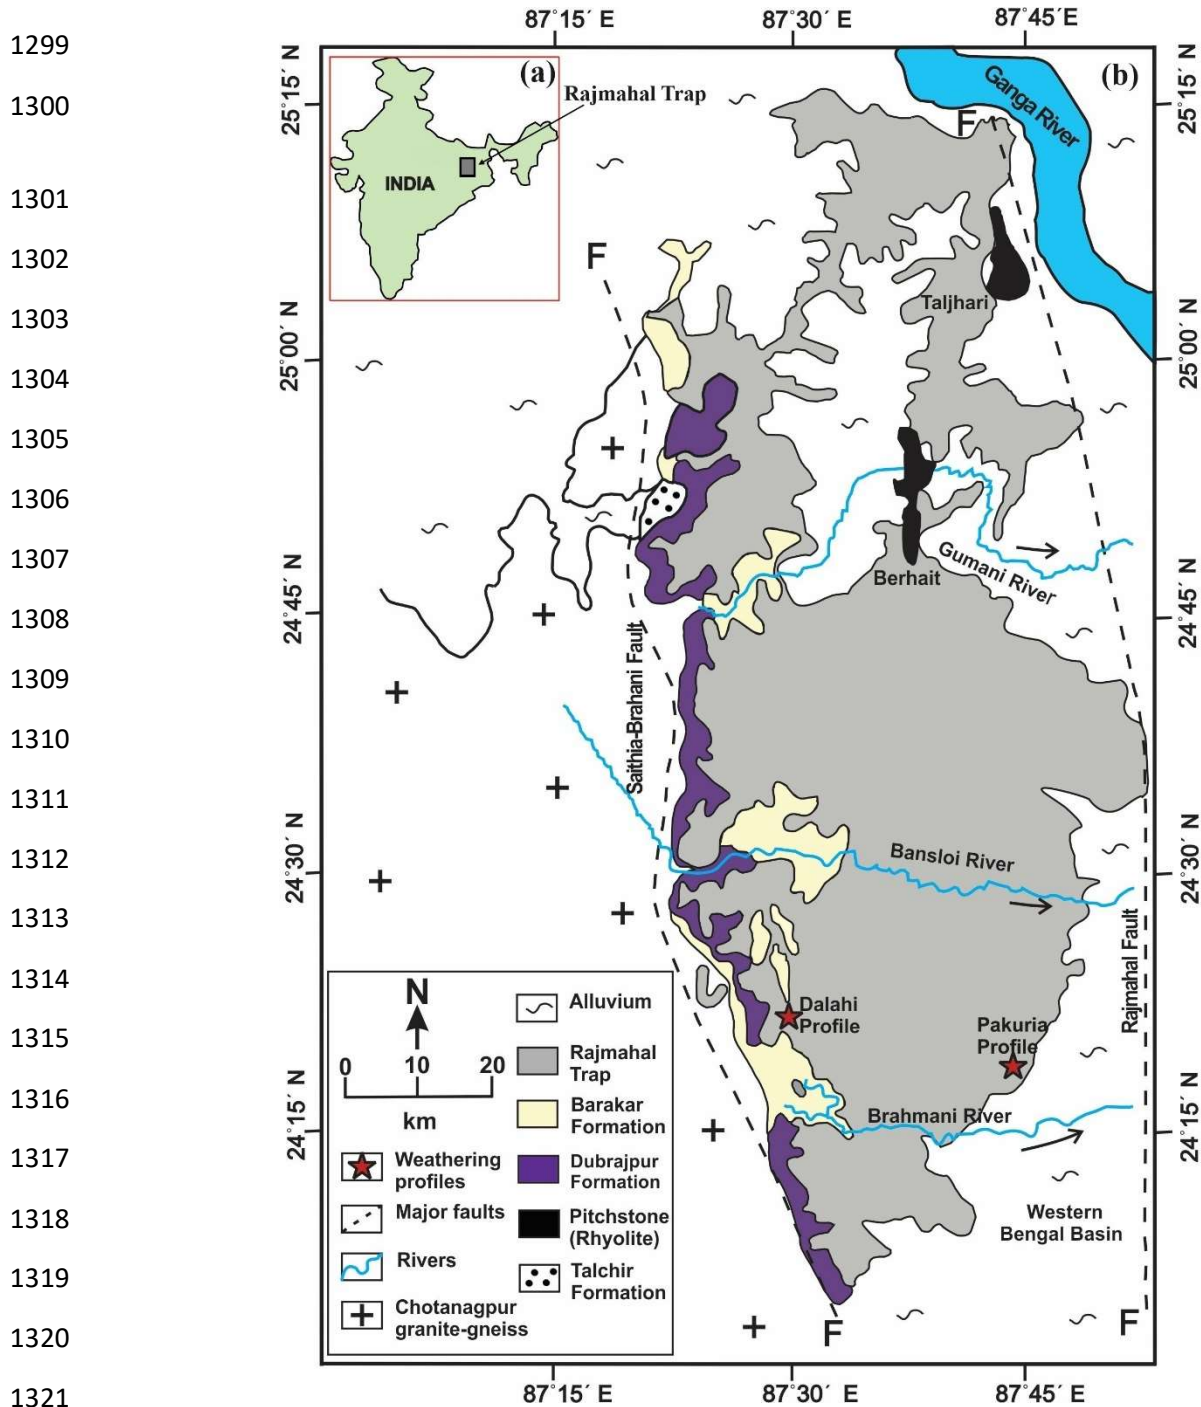 1299
1300
1301
1302
1303
1304
1305
1306
1307
1308
1309
1310
1311
1312
1313
1314
1315
1316
1317
1318
1319
1320
1321
87°15´ E
87°30´ E
87°45´ E
25°15´ N
25°00´ N
24°45´ N
24°30´ N
24°15´ N
25°15´ N
25°00´ N
24°45´ N
24°30´ N
24°15´ N
(a)
Rajmahal Trap
INDIA
(b)
Ganga River
F
F
Taljhari
Berhait
Gumani River
Saithia-Brahani Fault
Bansloi River
Rajmahal Fault
Dalahi
Profile
Pakuria
Profile
Brahmani River
Western
Bengal Basin
F
F
N
0 10 20
km
Weathering
profiles
Major faults
Rivers
Chotanagpur
granite-gneiss
Alluvium
Rajmahal
Trap
Barakar
Formation
Dubrajpur
Formation
Pitchstone
(Rhyolite)
Talchir
Formation
87°15´ E
87°30´ E
87°45´ E